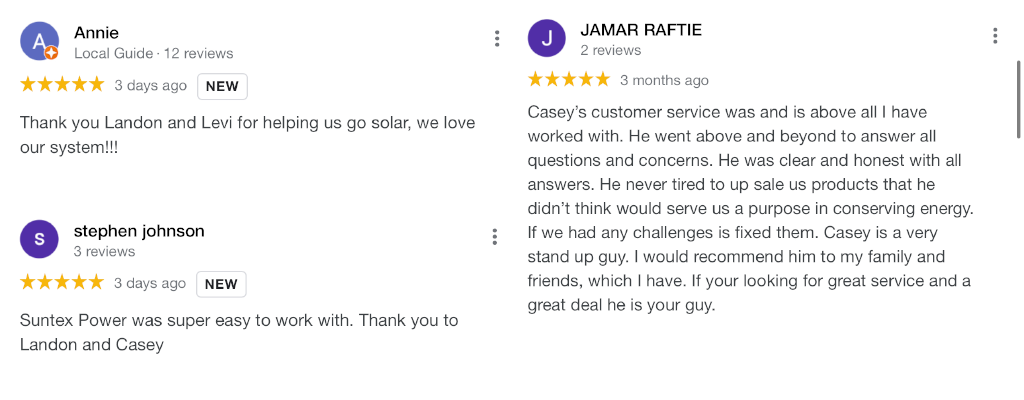 A
Annie
Local Guide · 12 reviews
3 days ago NEW
Thank you Landon and Levi for helping us go solar, we love
our system!!!
S
stephen johnson
3 reviews
3 days ago NEW
Suntex Power was super easy to work with. Thank you to
Landon and Casey
J
JAMAR RAFTIE
2 reviews
3 months ago
Casey’s customer service was and is above all I have
worked with. He went above and beyond to answer all
questions and concerns. He was clear and honest with all
answers. He never tired to up sale us products that he
didn’t think would serve us a purpose in conserving energy.
If we had any challenges is fixed them. Casey is a very
stand up guy. I would recommend him to my family and
friends, which I have. If your looking for great service and a
great deal he is your guy.